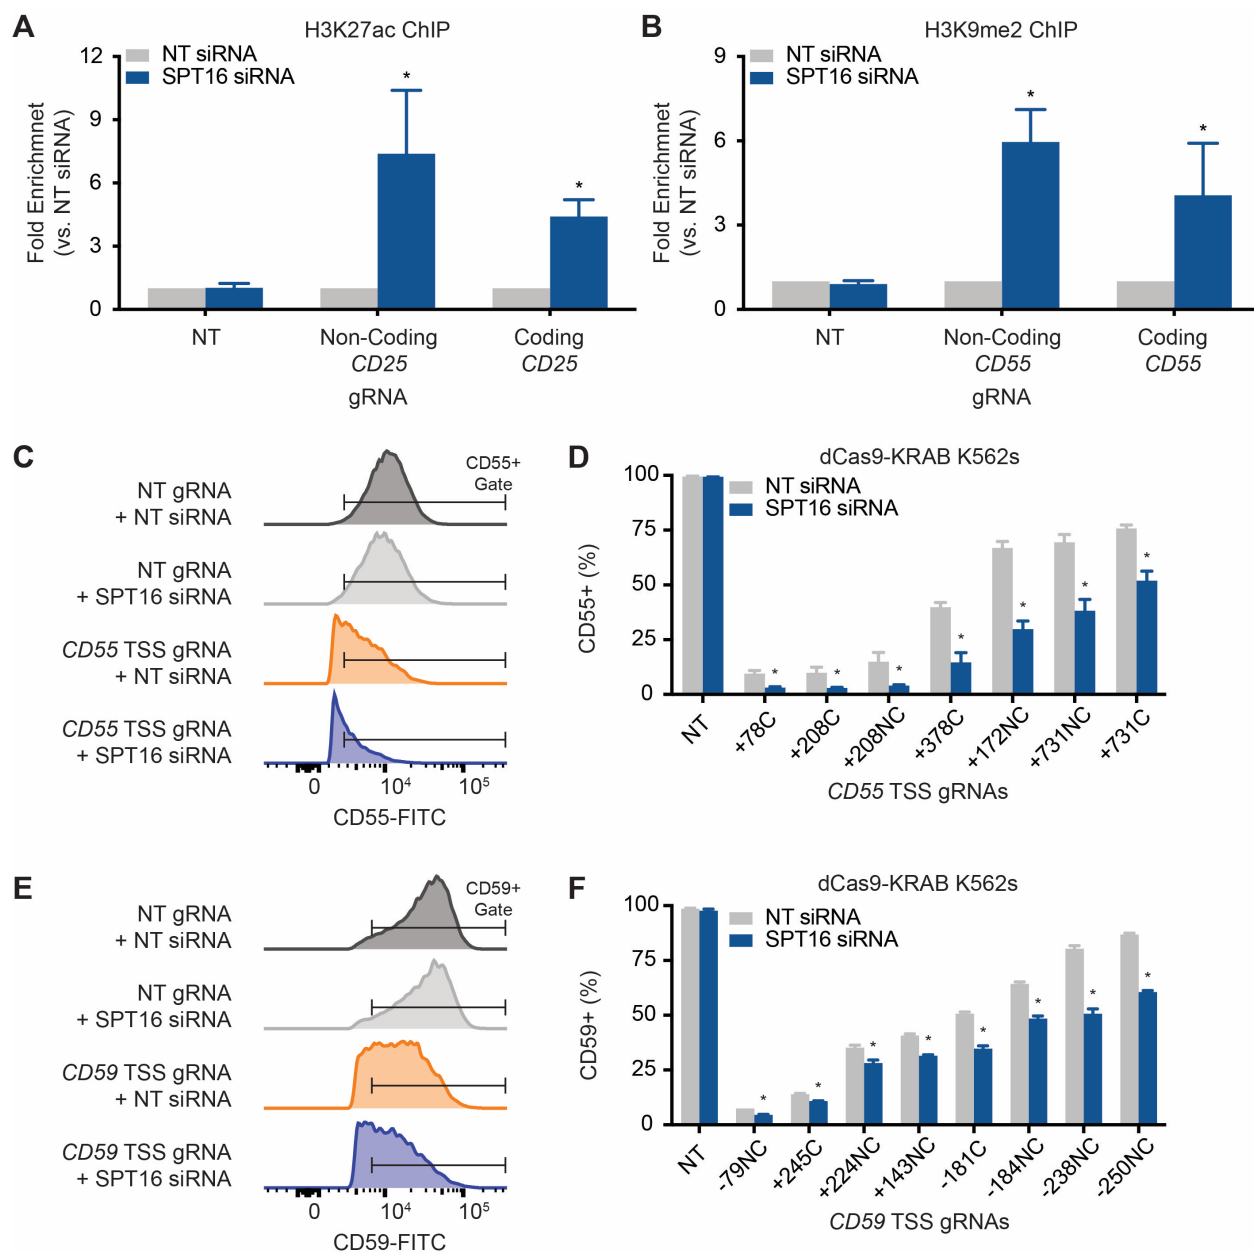 A
H3K27ac ChIP
NT siRNA
SPT16 siRNA
Fold Enrichmnet
(vs. NT siRNA)
12
9
6
3
0
*
*
NT
Non-Coding
CD25
Coding
CD25
gRNA
B
H3K9me2 ChIP
NT siRNA
SPT16 siRNA
Fold Enrichmnet
(vs. NT siRNA)
9
6
3
0
*
*
NT
Non-Coding
CD55
Coding
CD55
gRNA
C
CD55+
Gate
NT gRNA
+ NT siRNA
NT gRNA
+ SPT16 siRNA
CD55 TSS gRNA
+ NT siRNA
CD55 TSS gRNA
+ SPT16 siRNA
0 10⁴ 10⁵
CD55-FITC
D
dCas9-KRAB K562s
NT siRNA
SPT16 siRNA
CD55+ (%)
100
75
50
25
0
* * * * * * *
NT +78C +208C +208NC +378C +172NC +731NC +731C
CD55 TSS gRNAs
E
CD59+
Gate
NT gRNA
+ NT siRNA
NT gRNA
+ SPT16 siRNA
CD59 TSS gRNA
+ NT siRNA
CD59 TSS gRNA
+ SPT16 siRNA
0 10⁴ 10⁵
CD59-FITC
F
dCas9-KRAB K562s
NT siRNA
SPT16 siRNA
CD59+ (%)
100
75
50
25
0
* * * * * * * *
NT -79NC +245C +224NC +143NC -181C -184NC -238NC -250NC
CD59 TSS gRNAs